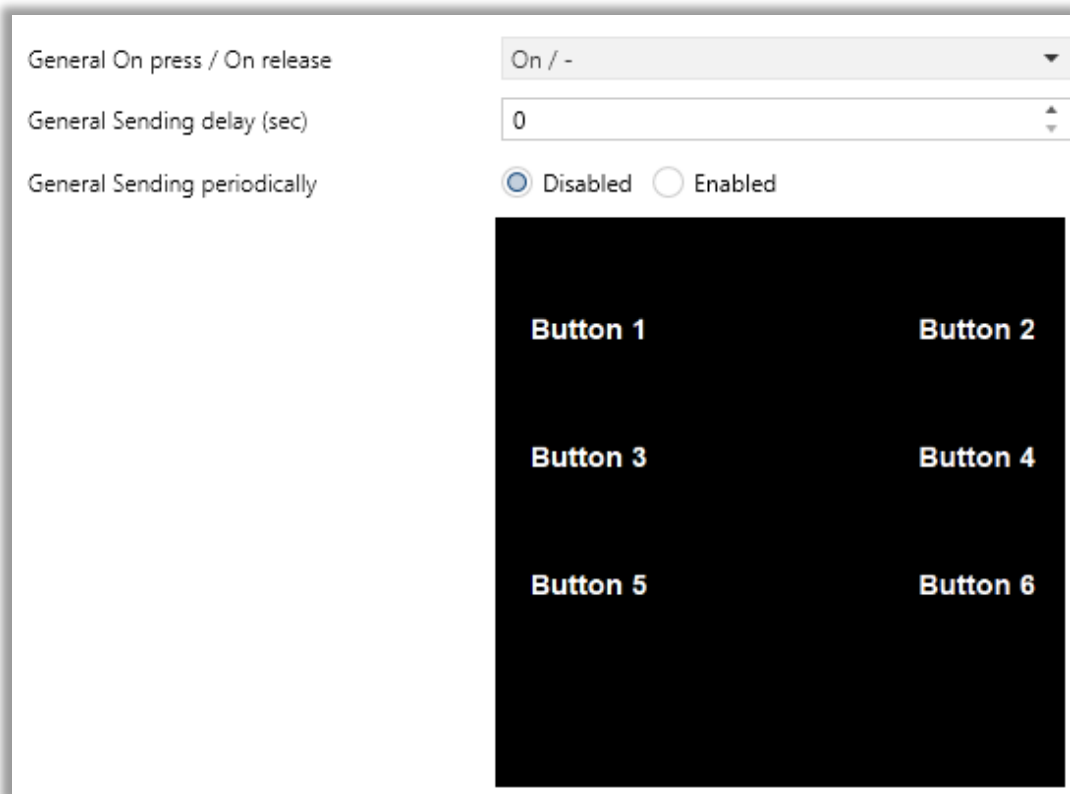 General On press / On release On / -
General Sending delay (sec) 0
General Sending periodically Disabled Enabled
Button 1 Button 2
Button 3 Button 4
Button 5 Button 6